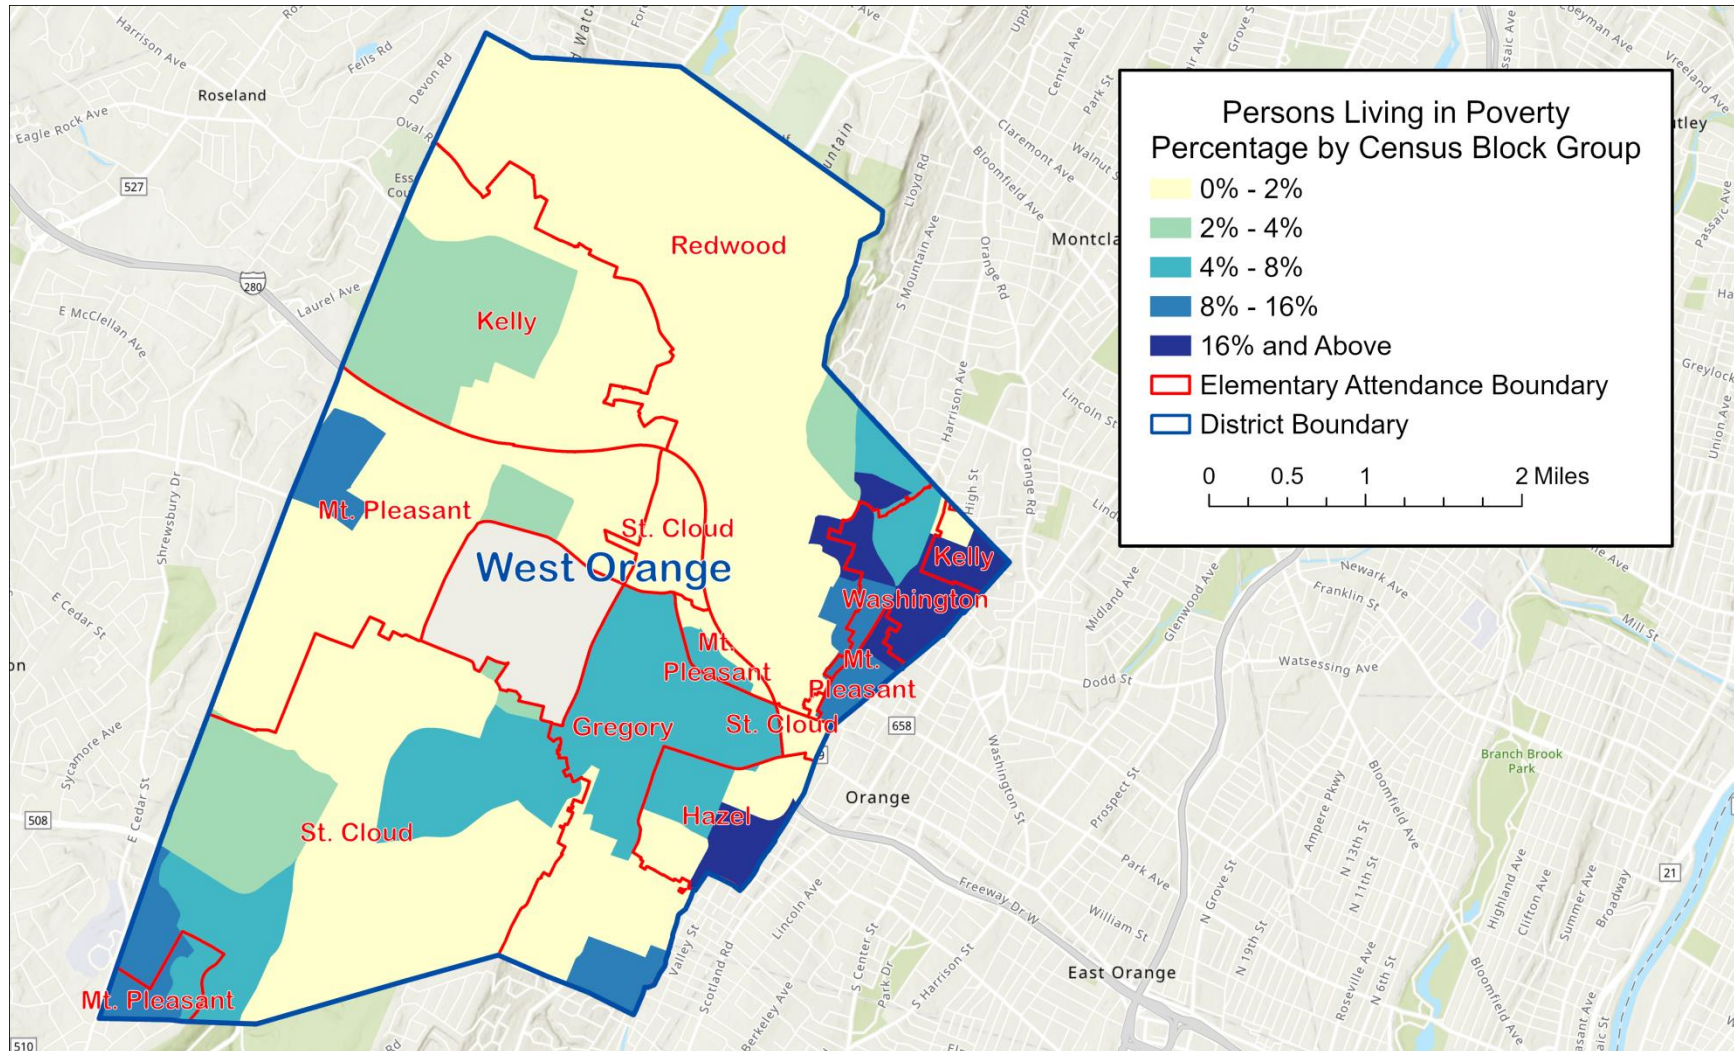 Persons Living in Poverty
Percentage by Census Block Group
0% - 2%
2% - 4%
4% - 8%
8% - 16%
16% and Above
Elementary Attendance Boundary
District Boundary
0 0.5 1 2 Miles
Redwood
Kelly
Mt. Pleasant
St. Cloud
West Orange
Kelly
Washington
Mt.
Pleasant
Mt.
Pleasant
Gregory
St. Cloud
Hazel
St. Cloud
Mt. Pleasant
Harrison Ave
Fells Rd
Devon Rd
Roseland
Eagle Rock Ave
527
280
Laurel Ave
E McClellan Ave
Shrewsbury Dr
E Cedar St
Sycamore Ave
E Cedar St
508
510
Lloyd Rd
S Mountain Ave
Harrison Ave
High St
Orange Rd
Orange Rd
Lincoln St
Central Ave
Park St
Grove St
Claremont Ave
Walnut St
Bloomfield Ave
Vreeland Ave
Passaic Ave
Union Ave
Midland Ave
Glenwood Ave
Newark Ave
Franklin St
Mill St
Watsessing Ave
Dodd St
658
Washington St
Prospect St
Ampere Pkwy
Bloomfield Ave
Branch Brook
Park
Orange
Park Ave
Freeway Dr W
William St
N Grove St
N 19th St
N 13th St
N 11th St
N 6th St
Roseville Ave
Highland Ave
Clifton Ave
Summer Ave
Broadway
21
East Orange
Valley St
Scotland Rd
Lincoln Ave
Berkeley Ave
S Center St
Park Dr
S Harrison St
Bloomfield Ave